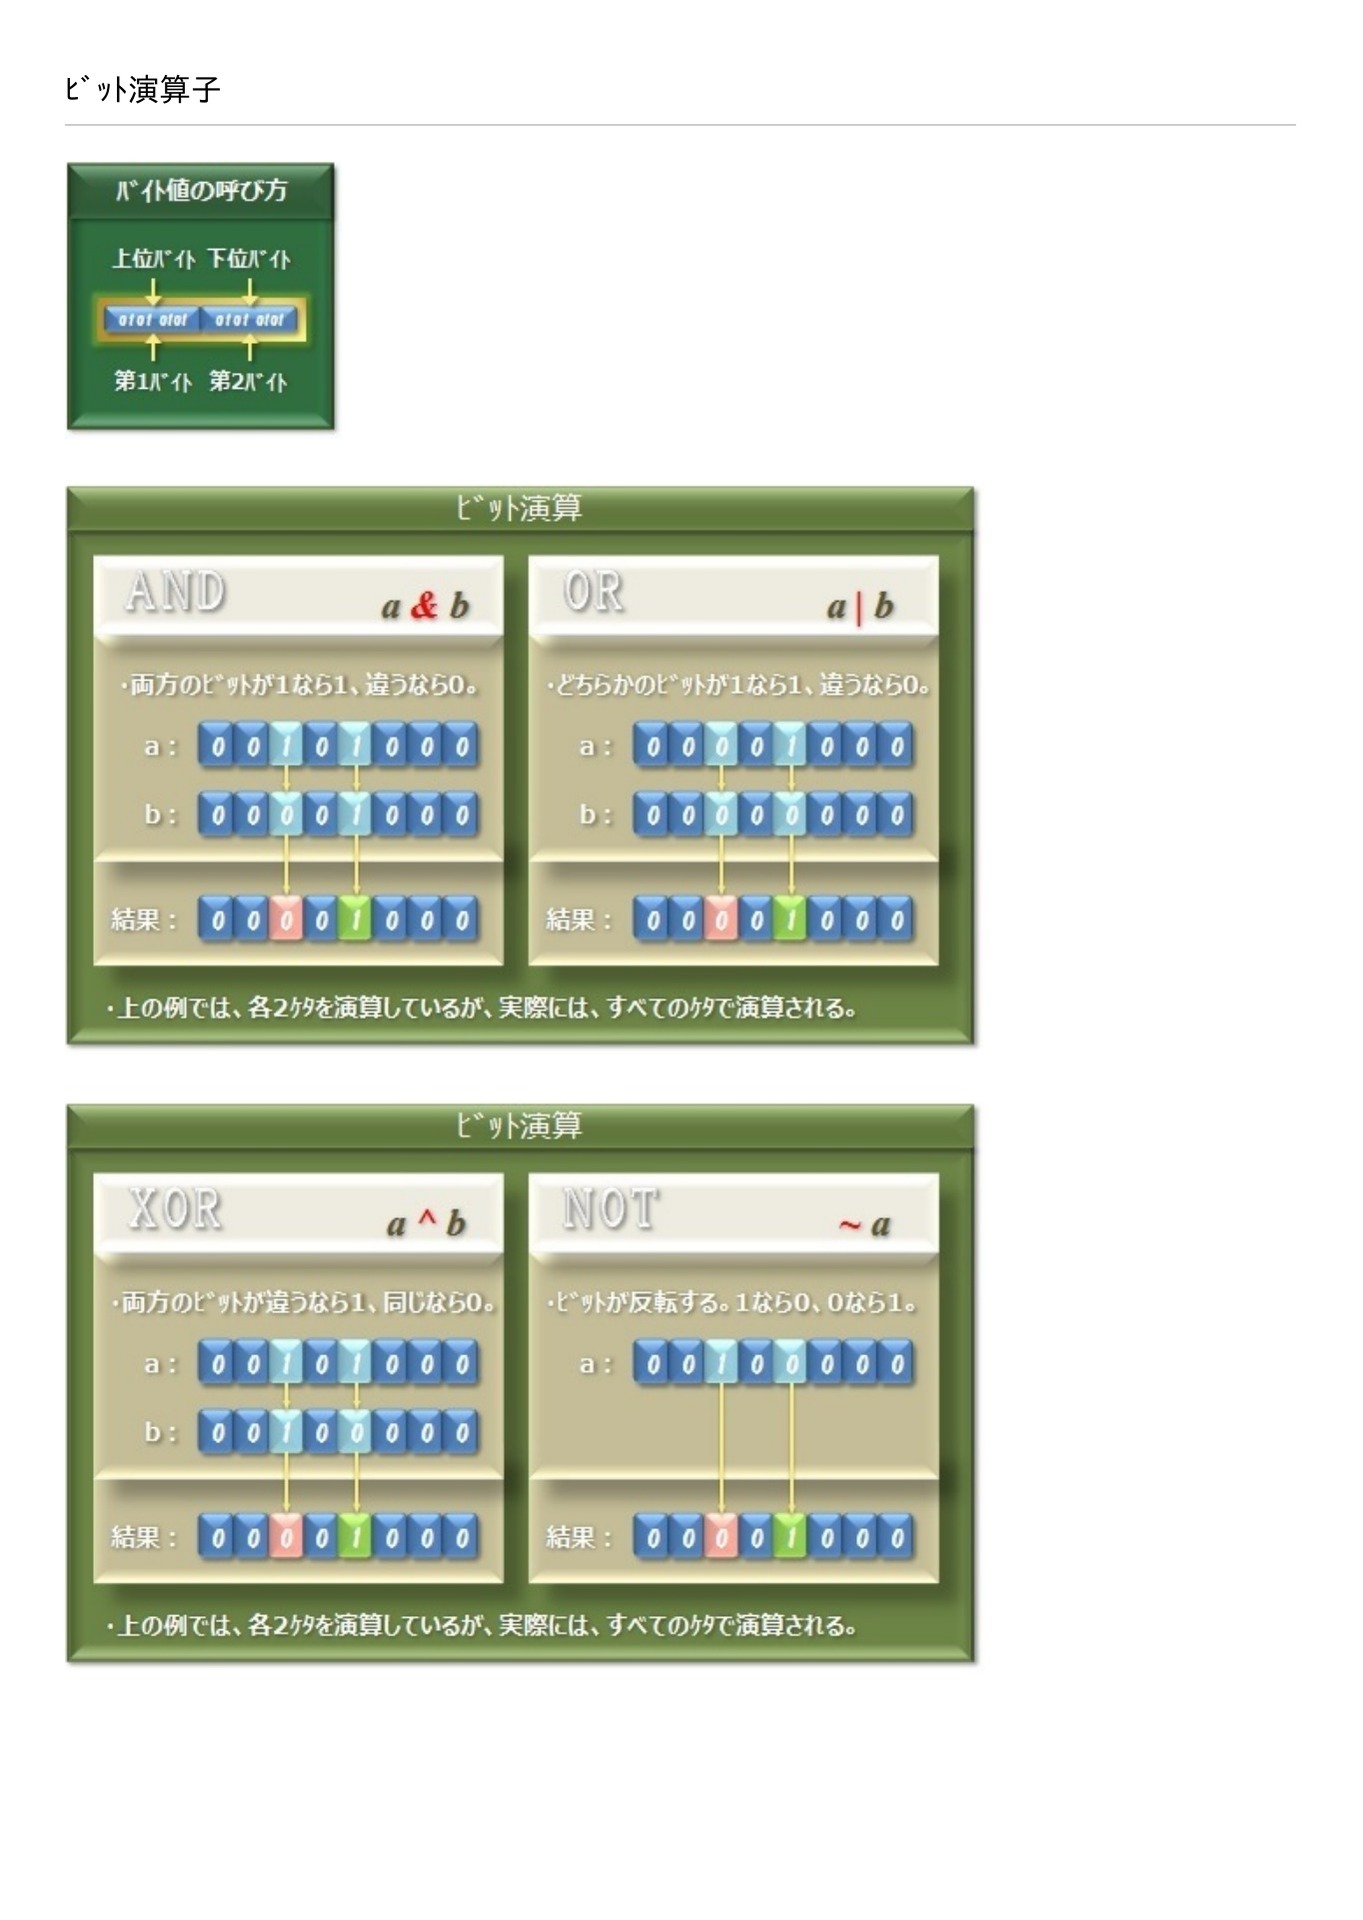 ﾋﾞｯﾄ演算子
ﾊﾞｲﾄ値の呼び方
上位ﾊﾞｲﾄ 下位ﾊﾞｲﾄ
0101 0101 0101 0101
第1ﾊﾞｲﾄ 第2ﾊﾞｲﾄ
ﾋﾞｯﾄ演算
AND a & b
・両方のﾋﾞｯﾄが1なら1、違うなら0。
a： 0 0 1 0 1 0 0 0
b： 0 0 0 0 1 0 0 0
結果： 0 0 0 0 1 0 0 0
OR a | b
・どちらかのﾋﾞｯﾄが1なら1、違うなら0。
a： 0 0 0 0 1 0 0 0
b： 0 0 0 0 0 0 0 0
結果： 0 0 0 0 1 0 0 0
・上の例では、各2ｹﾀを演算しているが、実際には、すべてのｹﾀで演算される。
ﾋﾞｯﾄ演算
XOR a ^ b
・両方のﾋﾞｯﾄが違うなら1、同じなら0。
a： 0 0 1 0 1 0 0 0
b： 0 0 1 0 0 0 0 0
結果： 0 0 0 0 1 0 0 0
NOT ~ a
・ﾋﾞｯﾄが反転する。1なら0、0なら1。
a： 0 0 1 0 0 0 0 0
結果： 0 0 0 0 1 0 0 0
・上の例では、各2ｹﾀを演算しているが、実際には、すべてのｹﾀで演算される。